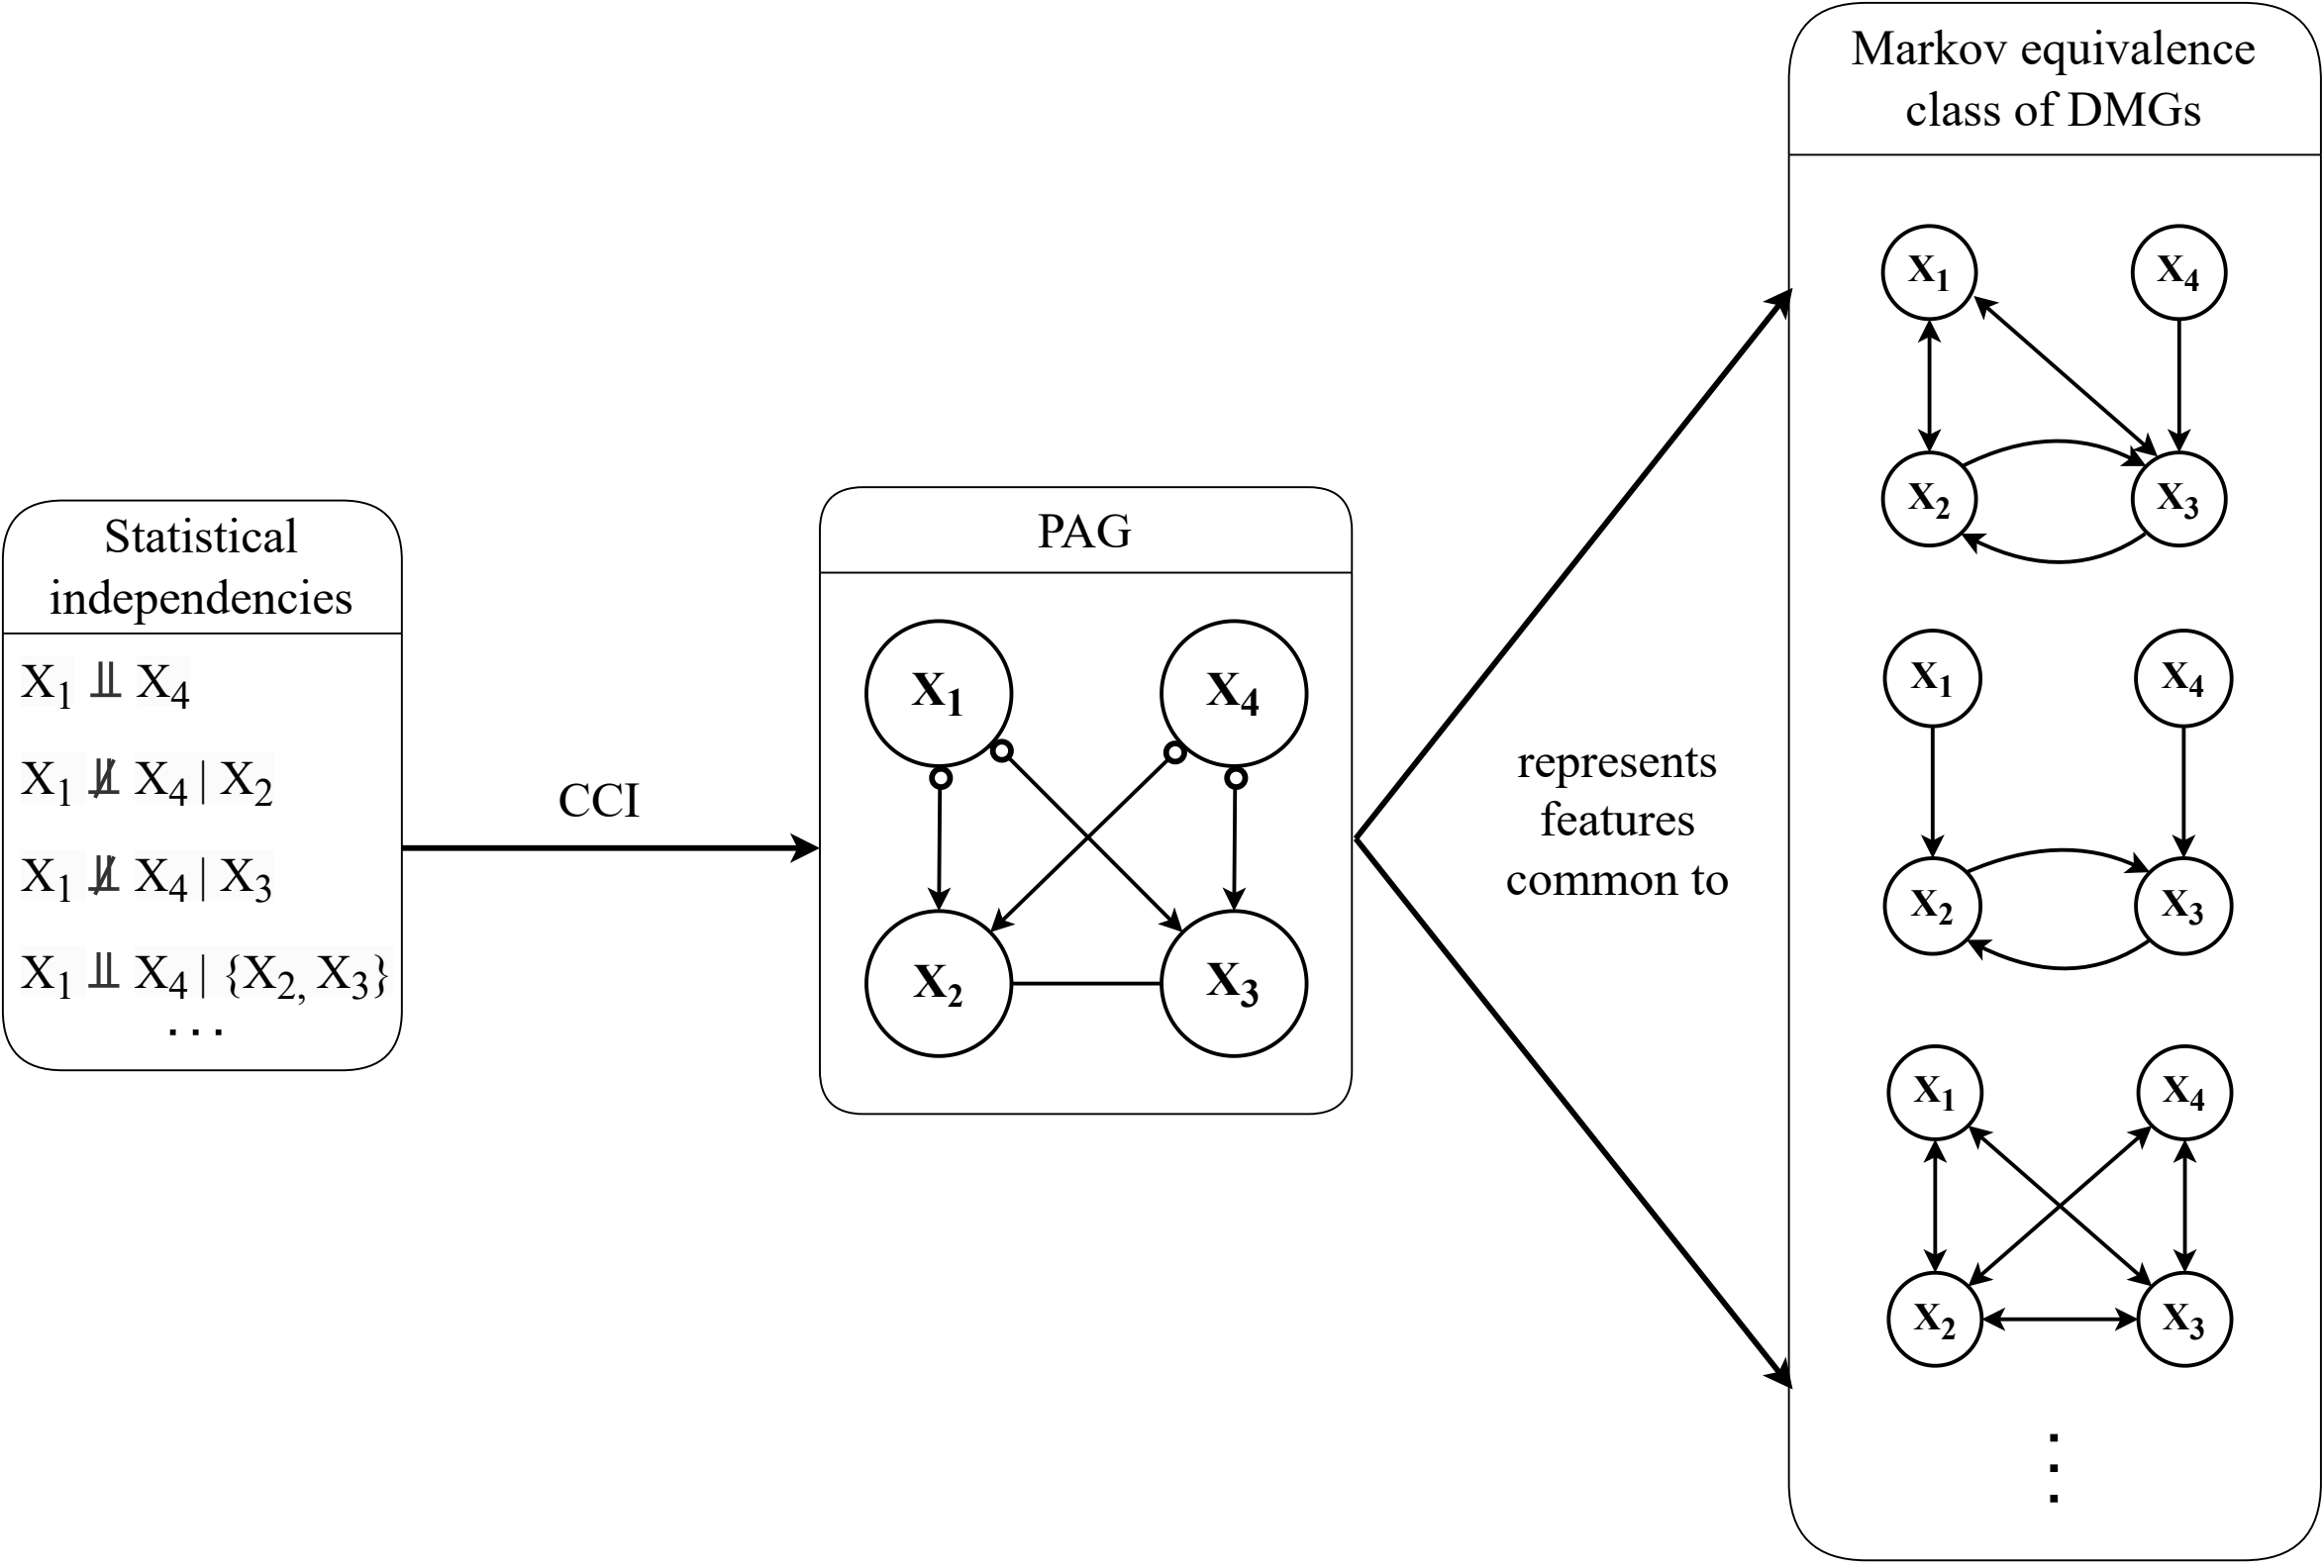 Statistical
independencies
X₁ ⫫ X₄
X₁ ⫫̸ X₄ | X₂
X₁ ⫫̸ X₄ | X₃
X₁ ⫫ X₄ | {X₂, X₃}
...
CCI
PAG
X₁ X₄
X₂ X₃
represents
features
common to
Markov equivalence
class of DMGs
X₁ X₄
X₂ X₃
X₁ X₄
X₂ X₃
X₁ X₄
X₂ X₃
...